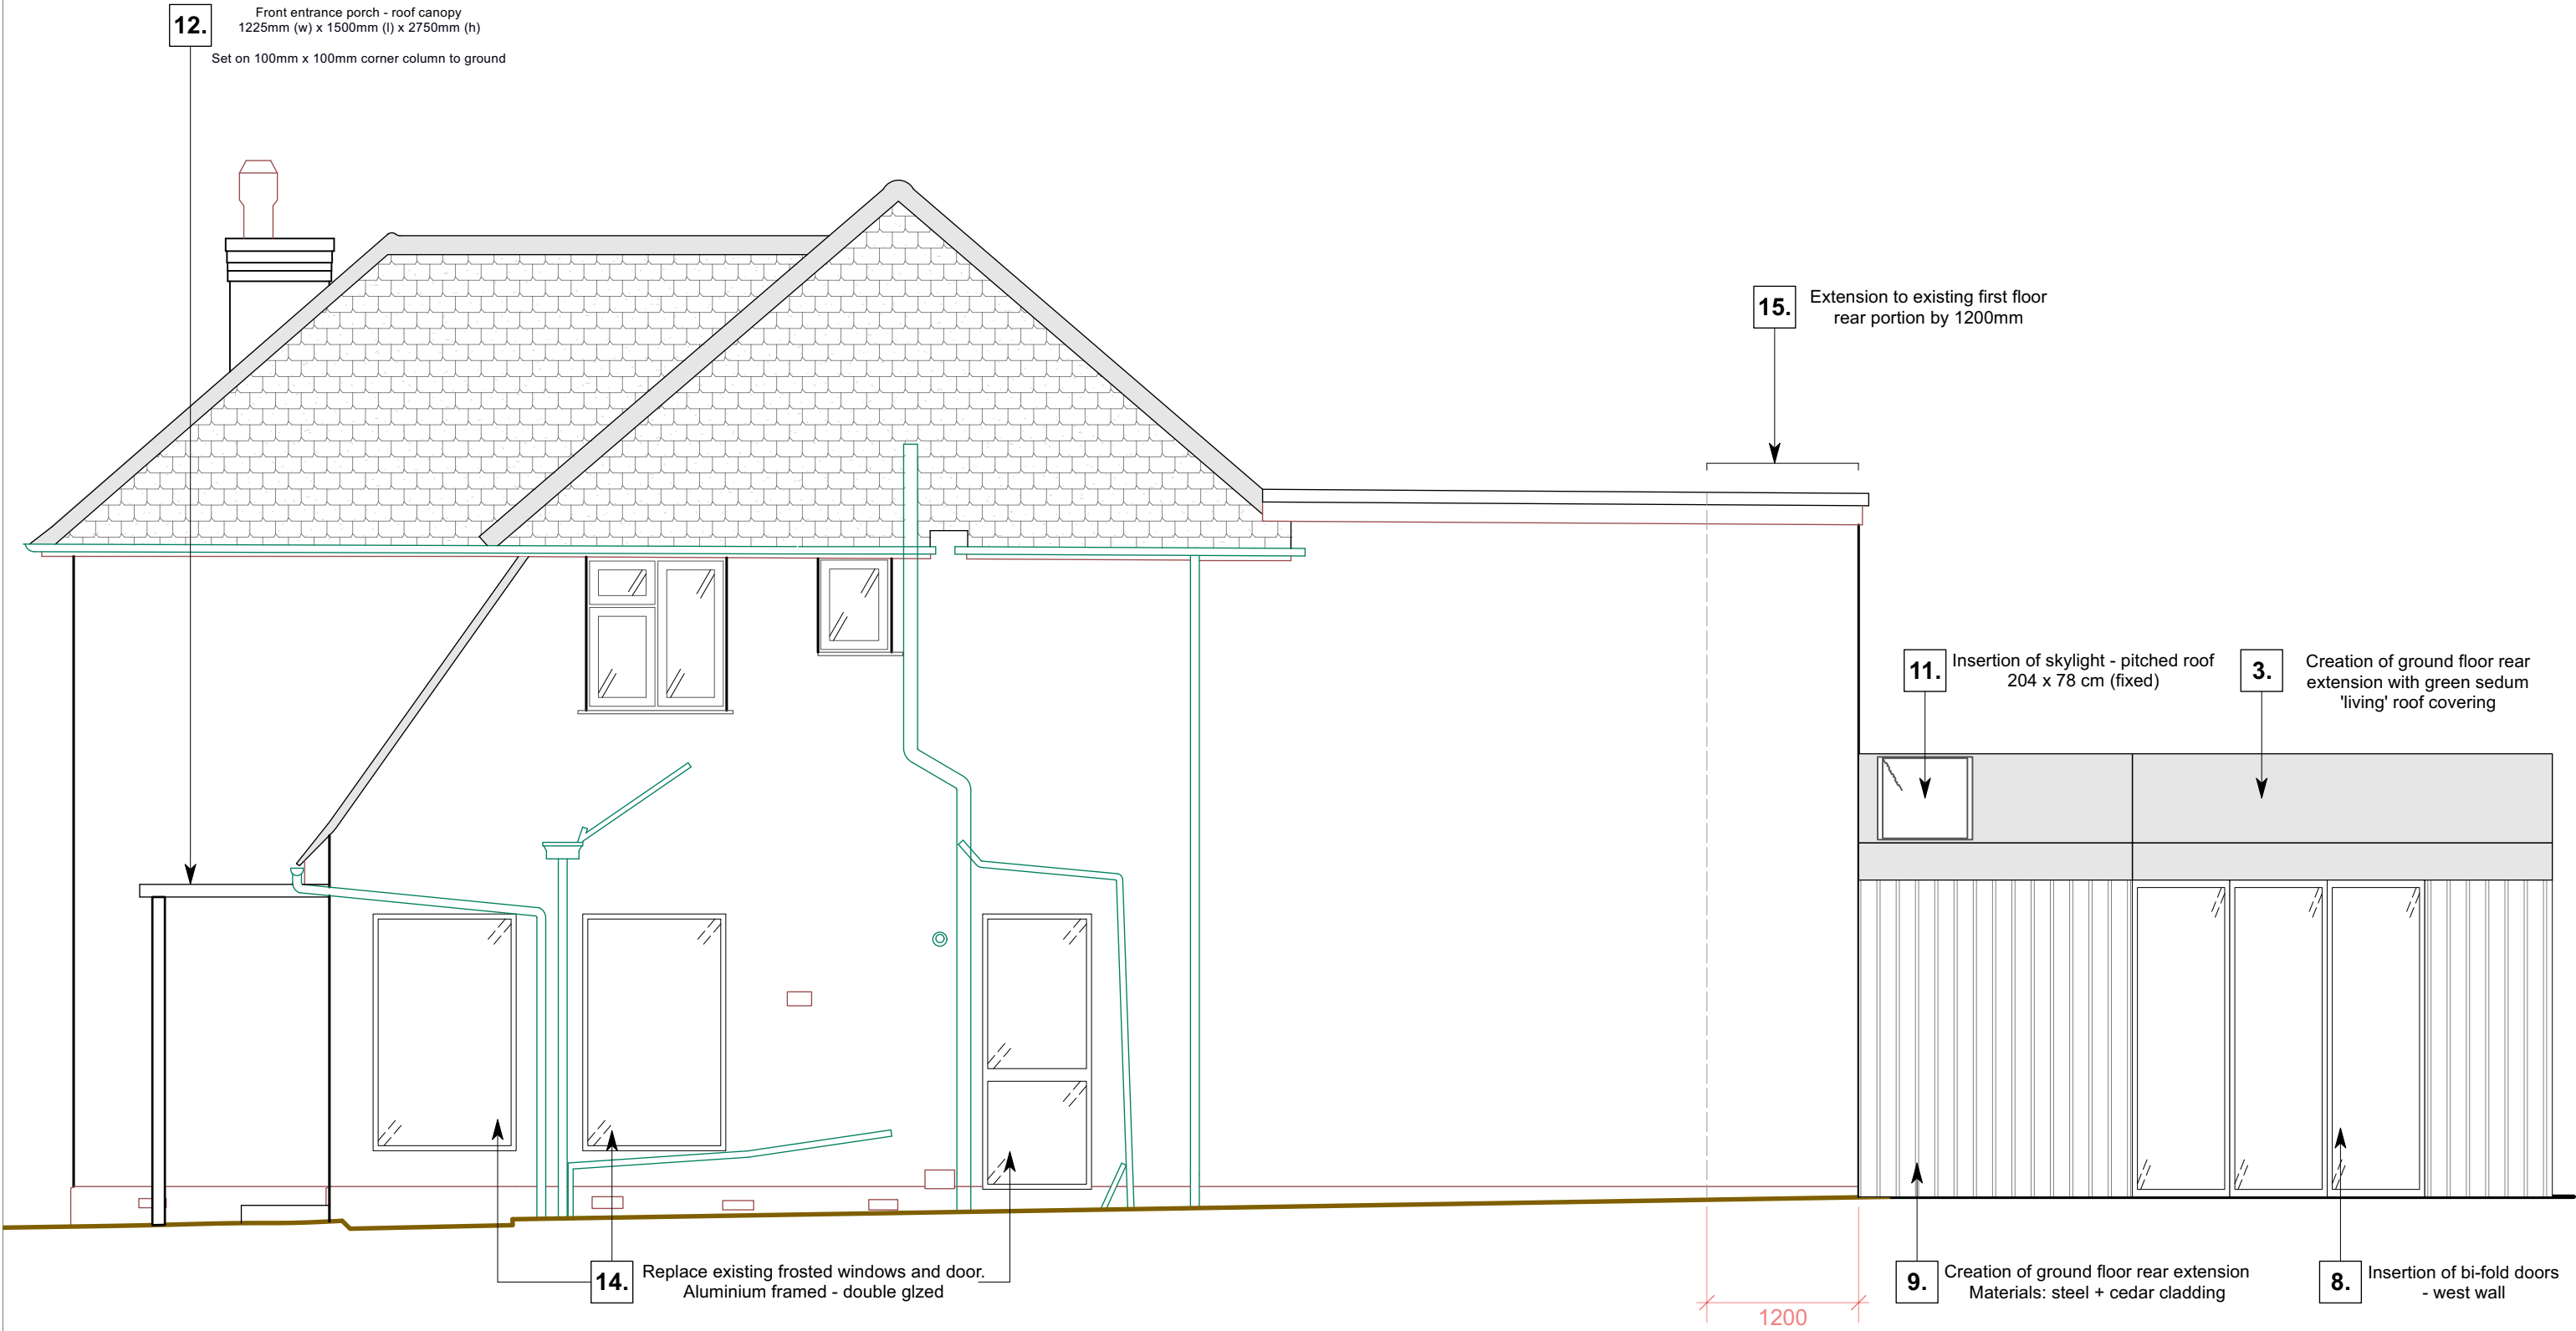 12.
Front entrance porch - roof canopy
1225mm (w) x 1500mm (l) x 2750mm (h)
Set on 100mm x 100mm corner column to ground
15.
Extension to existing first floor
rear portion by 1200mm
11.
Insertion of skylight - pitched roof
204 x 78 cm (fixed)
3.
Creation of ground floor rear
extension with green sedum
'living' roof covering
14.
Replace existing frosted windows and door.
Aluminium framed - double glzed
1200
9.
Creation of ground floor rear extension
Materials: steel + cedar cladding
8.
Insertion of bi-fold doors
- west wall